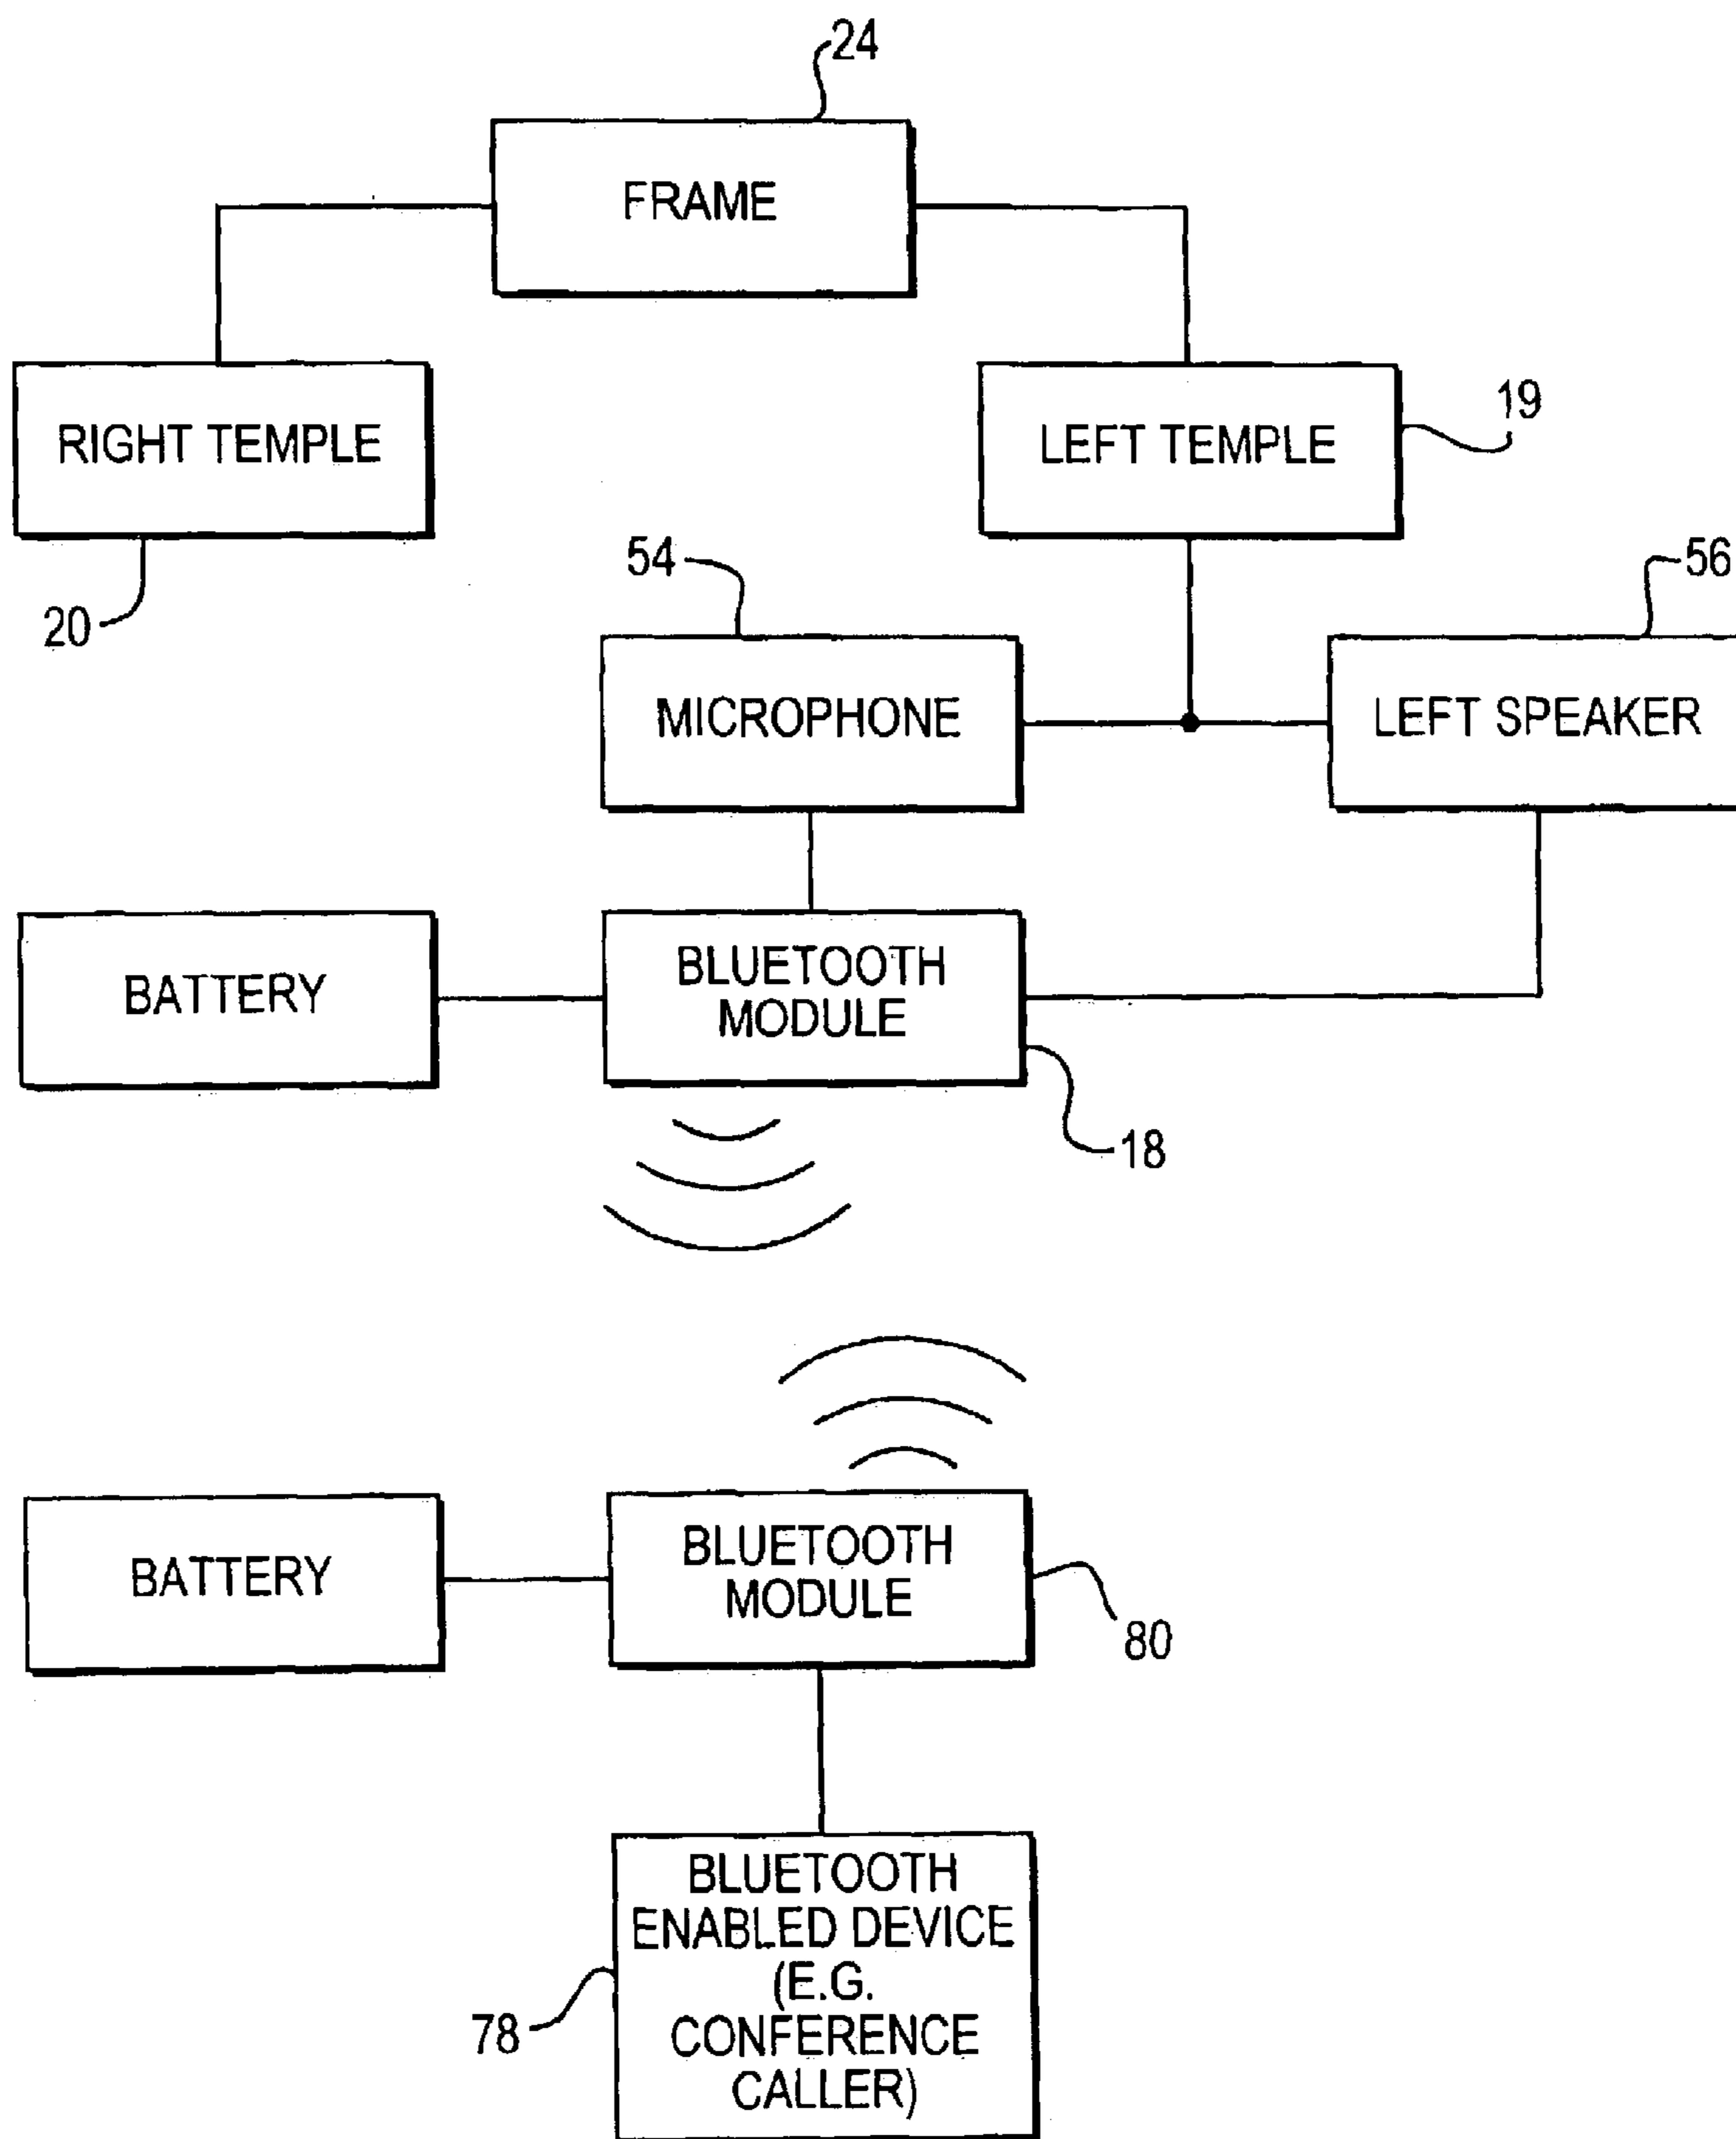 24
FRAME
RIGHT TEMPLE
LEFT TEMPLE
19
20
54
56
MICROPHONE
LEFT SPEAKER
BATTERY
BLUETOOTH
MODULE
18
BATTERY
BLUETOOTH
MODULE
80
BLUETOOTH
ENABLED DEVICE
(E.G.
CONFERENCE
CALLER)
78